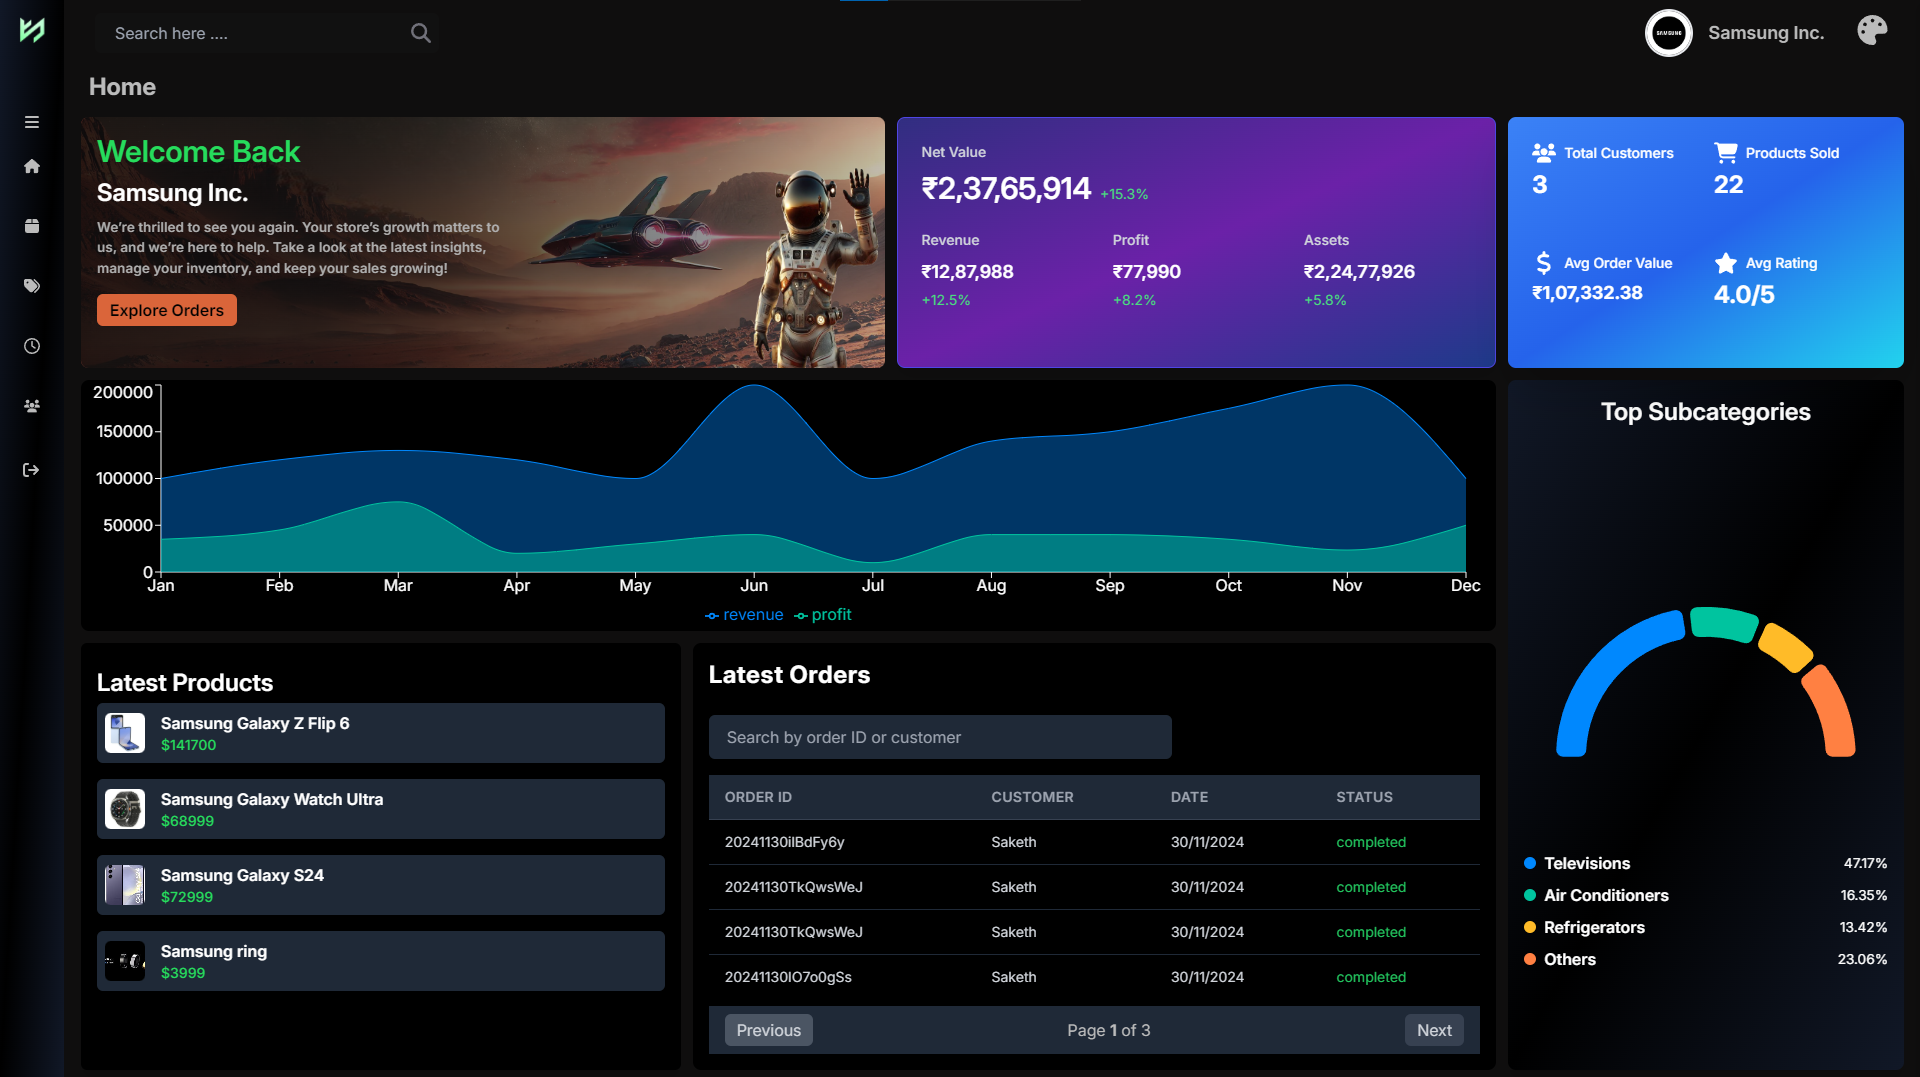 Search here ....
SAMSUNG
Samsung Inc.
Home
Welcome Back
Samsung Inc.
We're thrilled to see you again. Your store's growth matters to
us, and we're here to help. Take a look at the latest insights,
manage your inventory, and keep your sales growing!
Explore Orders
Net Value
₹2,37,65,914 +15.3%
Revenue Profit Assets
₹12,87,988 ₹77,990 ₹2,24,77,926
+12.5% +8.2% +5.8%
Total Customers Products Sold
3 22
Avg Order Value Avg Rating
₹1,07,332.38 4.0/5
200000
150000
100000
50000
0
Jan Feb Mar Apr May Jun Jul Aug Sep Oct Nov Dec
revenue profit
Top Subcategories
Televisions 47.17%
Air Conditioners 16.35%
Refrigerators 13.42%
Others 23.06%
Latest Products
Samsung Galaxy Z Flip 6
$141700
Samsung Galaxy Watch Ultra
$68999
Samsung Galaxy S24
$72999
Samsung ring
$3999
Latest Orders
Search by order ID or customer
ORDER ID CUSTOMER DATE STATUS
20241130ilBdFy6y Saketh 30/11/2024 completed
20241130TkQwsWeJ Saketh 30/11/2024 completed
20241130TkQwsWeJ Saketh 30/11/2024 completed
20241130IO7o0gSs Saketh 30/11/2024 completed
Previous Page 1 of 3 Next